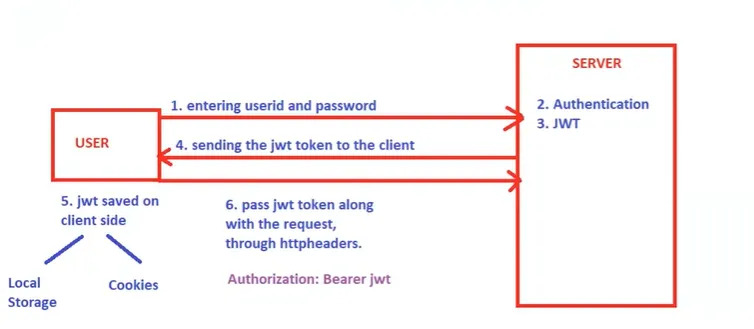 SERVER
1. entering userid and password
2. Authentication
3. JWT
USER
4. sending the jwt token to the client
5. jwt saved on
client side
6. pass jwt token along
with the request,
through httpheaders.
Local
Storage
Cookies
Authorization: Bearer jwt